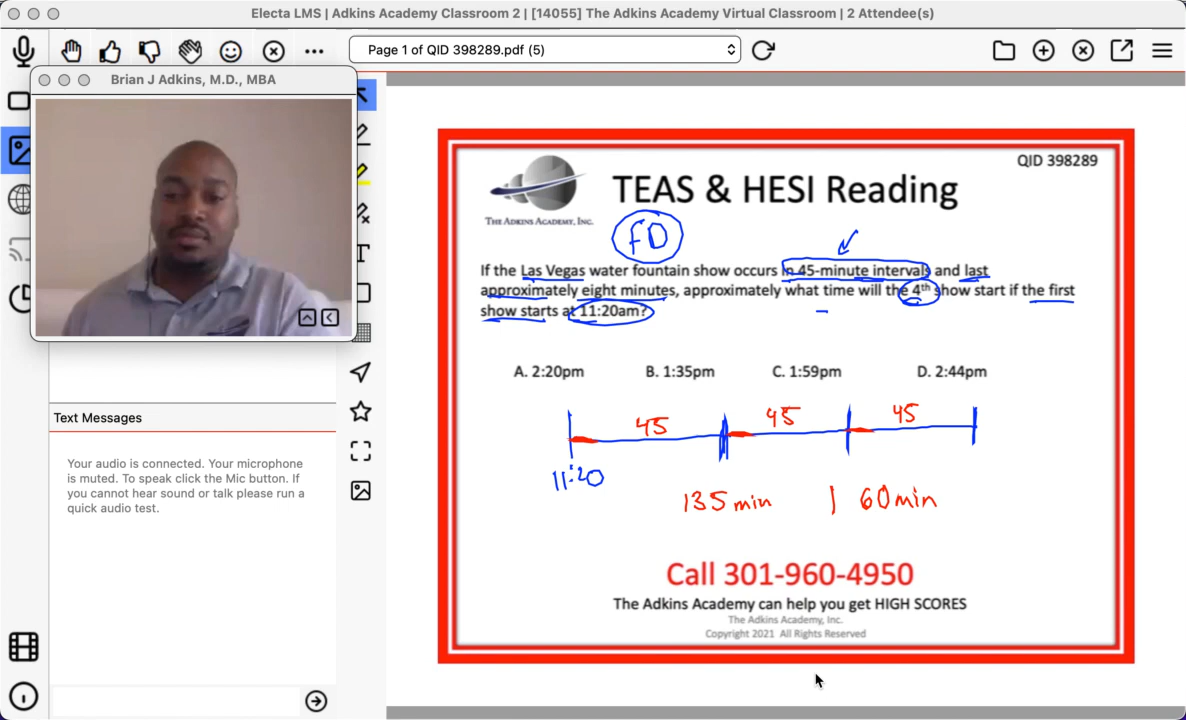 Electa LMS | Adkins Academy Classroom 2 | [14055] The Adkins Academy Virtual Classroom | 2 Attendee(s)
Page 1 of QID 398289.pdf (5)
Brian J Adkins, M.D., MBA
QID 398289
TEAS & HESI Reading
THE ADKINS ACADEMY, INC.
FD
If the Las Vegas water fountain show occurs in 45-minute intervals and last
approximately eight minutes, approximately what time will the 4th show start if the first
show starts at 11:20am?
A. 2:20pm B. 1:35pm C. 1:59pm D. 2:44pm
45 45 45
11:20
135 min | 60 min
Call 301-960-4950
The Adkins Academy can help you get HIGH SCORES
The Adkins Academy, Inc.
Copyright 2021 All Rights Reserved
Text Messages
Your audio is connected. Your microphone
is muted. To speak click the Mic button. If
you cannot hear sound or talk please run a
quick audio test.
T